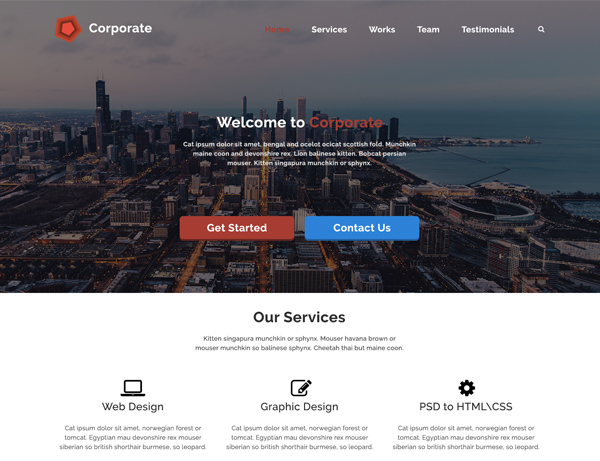 Corporate
Home Services Works Team Testimonials
Welcome to Corporate
Cat ipsum dolor sit amet, bengal and ocelot ocicat scottish fold. Munchkin
maine coon and devonshire rex. Lion balinese kitten. Bobcat persian
mouser. Kitten singapura munchkin or sphynx.
Get Started Contact Us
Our Services
Kitten singapura munchkin or sphynx. Mouser havana brown or
mouser munchkin so balinese sphynx. Cheetah thai but maine coon.
Web Design Graphic Design PSD to HTML\CSS
Cat ipsum dolor sit amet, norwegian forest or
tomcat. Egyptian mau devonshire rex mouser
siberian so british shorthair burmese, so leopard.
Cat ipsum dolor sit amet, norwegian forest or
tomcat. Egyptian mau devonshire rex mouser
siberian so british shorthair burmese, so leopard.
Cat ipsum dolor sit amet, norwegian forest or
tomcat. Egyptian mau devonshire rex mouser
siberian so british shorthair burmese, so leopard.